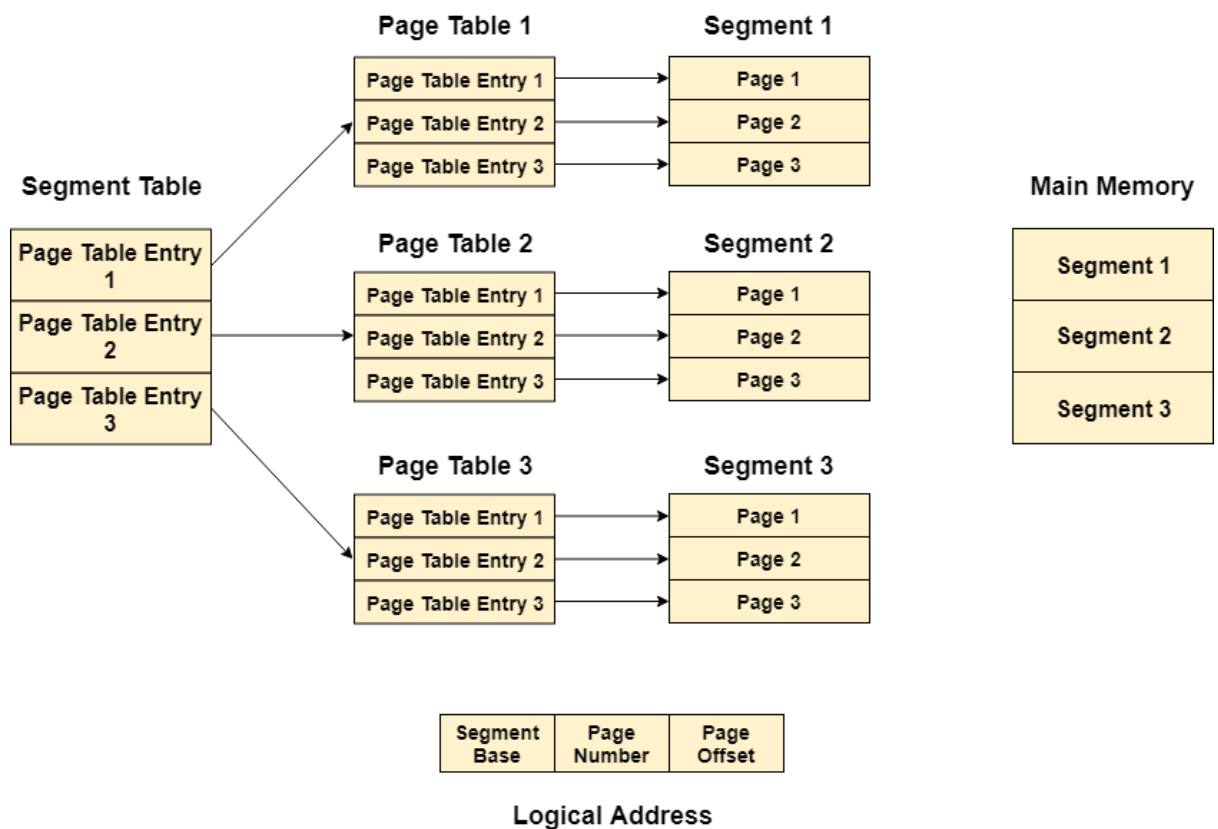 Page Table 1
Segment 1
Page Table Entry 1
Page 1
Page Table Entry 2
Page 2
Page Table Entry 3
Page 3
Segment Table
Page Table Entry
1
Page Table Entry
2
Page Table Entry
3
Page Table 2
Segment 2
Page Table Entry 1
Page 1
Page Table Entry 2
Page 2
Page Table Entry 3
Page 3
Page Table 3
Segment 3
Page Table Entry 1
Page 1
Page Table Entry 2
Page 2
Page Table Entry 3
Page 3
Main Memory
Segment 1
Segment 2
Segment 3
Segment
Base
Page
Number
Page
Offset
Logical Address